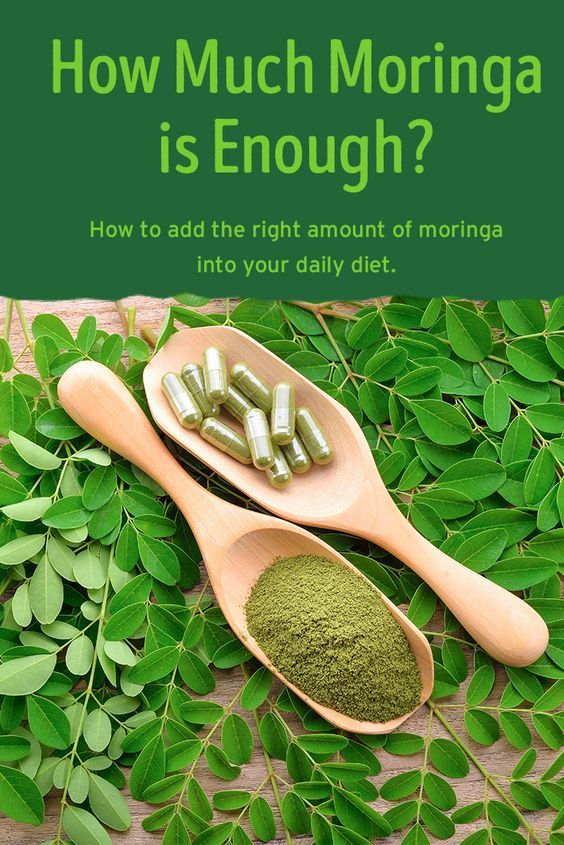 How Much Moringa
is Enough?
How to add the right amount of moringa
into your daily diet.